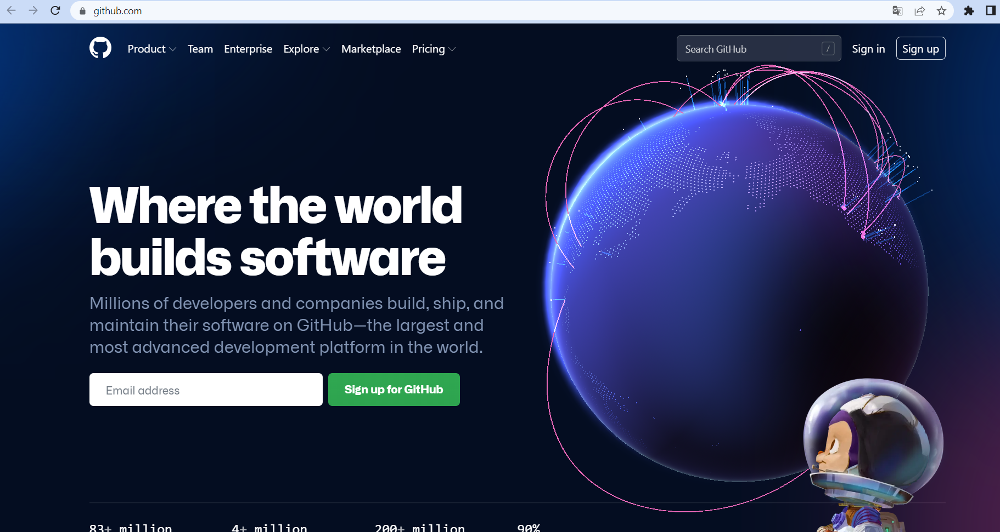 github.com
Product Team Enterprise Explore Marketplace Pricing
Search GitHub / Sign in Sign up
Where the world
builds software
Millions of developers and companies build, ship, and
maintain their software on GitHub—the largest and
most advanced development platform in the world.
Email address Sign up for GitHub
83+ million 4+ million 200+ million 90%